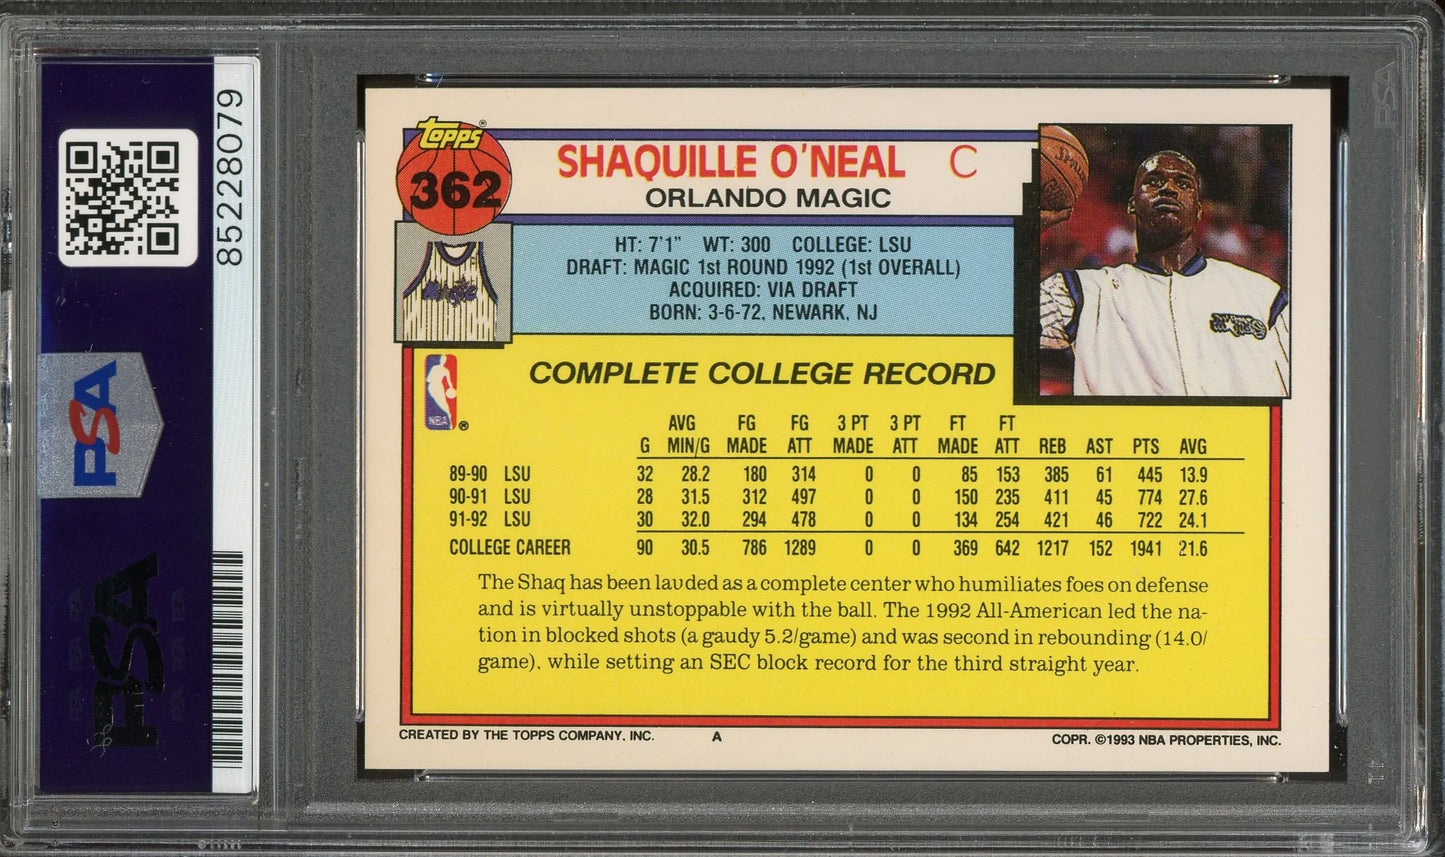 85228079
PSA
PSA
PSA
Topps®
362
SHAQUILLE O'NEAL C
ORLANDO MAGIC
HT: 7'1" WT: 300 COLLEGE: LSU
DRAFT: MAGIC 1st ROUND 1992 (1st OVERALL)
ACQUIRED: VIA DRAFT
BORN: 3-6-72, NEWARK, NJ
Magic
SPALDING
Magic
NBA ®
COMPLETE COLLEGE RECORD
AVG FG FG 3 PT 3 PT FT FT
G MIN/G MADE ATT MADE ATT MADE ATT REB AST PTS AVG
89-90 LSU 32 28.2 180 314 0 0 85 153 385 61 445 13.9
90-91 LSU 28 31.5 312 497 0 0 150 235 411 45 774 27.6
91-92 LSU 30 32.0 294 478 0 0 134 254 421 46 722 24.1
COLLEGE CAREER 90 30.5 786 1289 0 0 369 642 1217 152 1941 21.6
The Shaq has been lauded as a complete center who humiliates foes on defense
and is virtually unstoppable with the ball. The 1992 All-American led the na-
tion in blocked shots (a gaudy 5.2/game) and was second in rebounding (14.0/
game), while setting an SEC block record for the third straight year.
CREATED BY THE TOPPS COMPANY, INC. A COPR. ©1993 NBA PROPERTIES, INC.